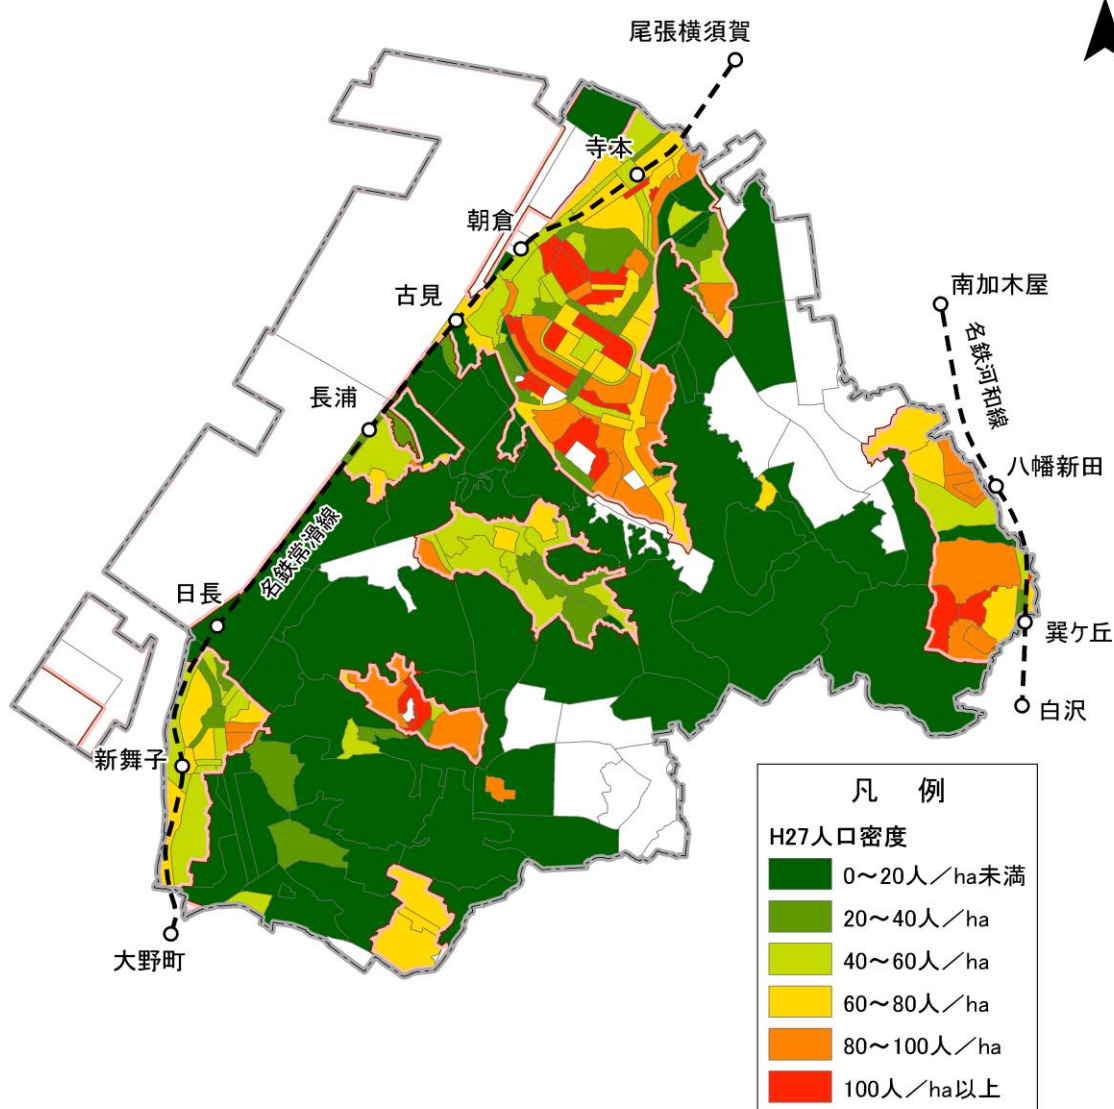 尾張横須賀
寺本
朝倉
古見
南加木屋
名鉄河和線
長浦
八幡新田
名鉄常滑線
日長
巽ケ丘
白沢
新舞子
大野町
凡 例
H27人口密度
0～20人／ha未満
20～40人／ha
40～60人／ha
60～80人／ha
80～100人／ha
100人／ha以上